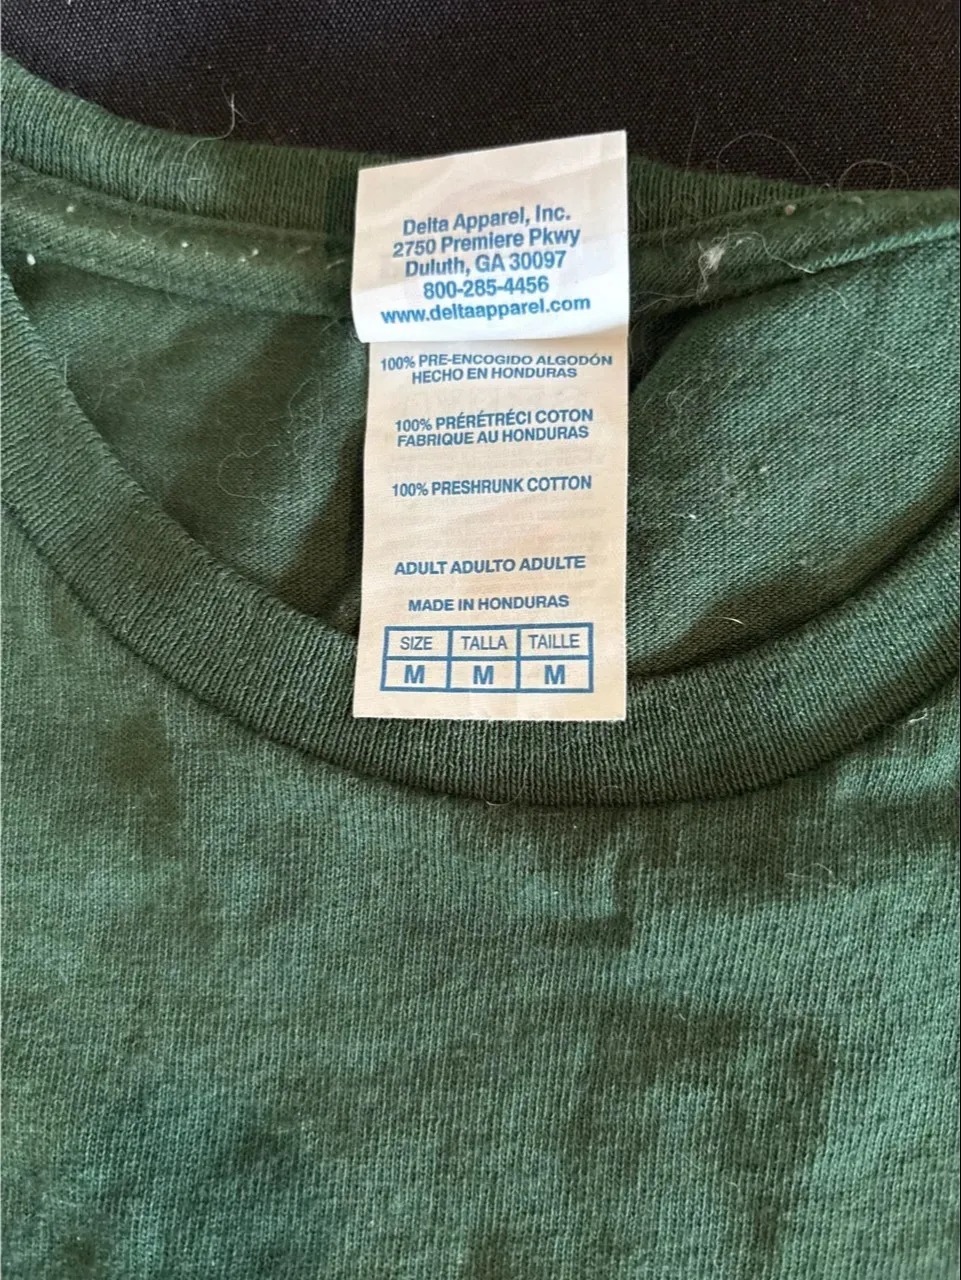 Delta Apparel, Inc.
2750 Premiere Pkwy
Duluth, GA 30097
800-285-4456
www.deltaapparel.com
100% PRE-ENCOGIDO ALGODÓN
HECHO EN HONDURAS
100% PRÉRÉTRÉCI COTON
FABRIQUE AU HONDURAS
100% PRESHRUNK COTTON
ADULT ADULTO ADULTE
MADE IN HONDURAS
SIZE TALLA TAILLE
M M M